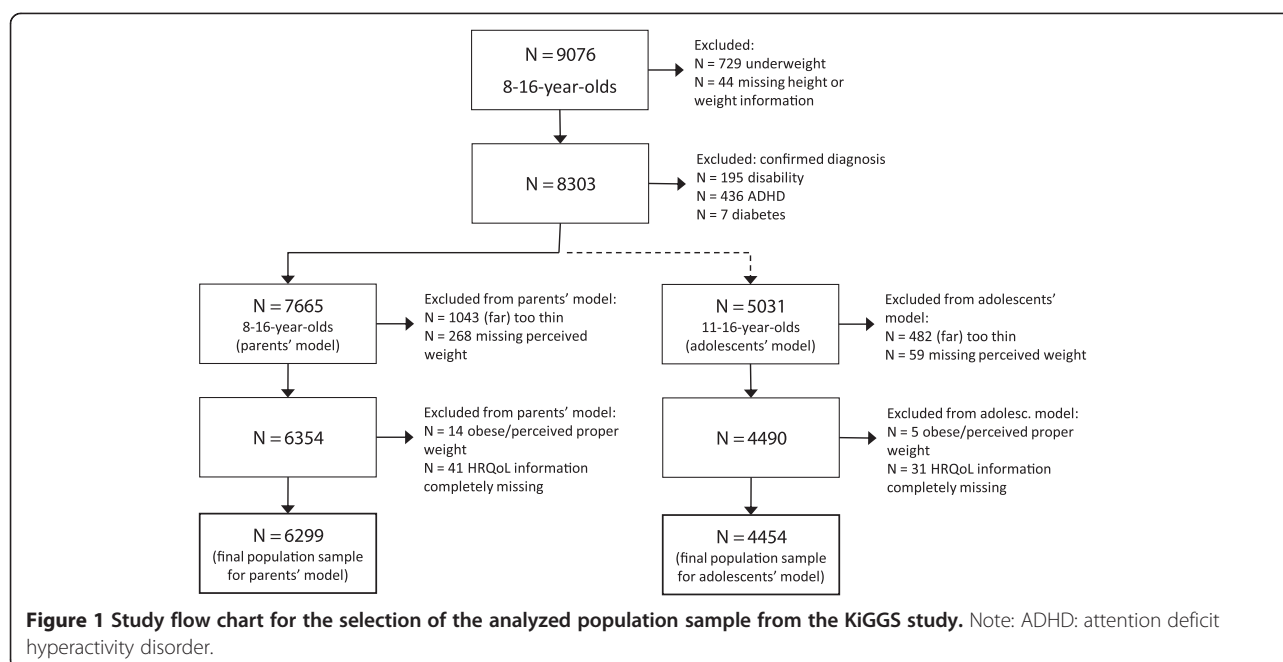 N = 9076
8-16-year-olds
Excluded:
N = 729 underweight
N = 44 missing height or
weight information
N = 8303
Excluded: confirmed diagnosis
N = 195 disability
N = 436 ADHD
N = 7 diabetes
N = 7665
8-16-year-olds
(parents’ model)
Excluded from parents’ model:
N = 1043 (far) too thin
N = 268 missing perceived
weight
N = 5031
11-16-year-olds
(adolescents’ model)
Excluded from adolescents’
model:
N = 482 (far) too thin
N = 59 missing perceived weight
N = 6354
Excluded from parents’ model:
N = 14 obese/perceived proper
weight
N = 41 HRQoL information
completely missing
N = 4490
Excluded from adolesc. model:
N = 5 obese/perceived proper
weight
N = 31 HRQoL information
completely missing
N = 6299
(final population sample
for parents’ model)
N = 4454
(final population sample
for adolescents’ model)
Figure 1 Study flow chart for the selection of the analyzed population sample from the KiGGS study. Note: ADHD: attention deficit
hyperactivity disorder.